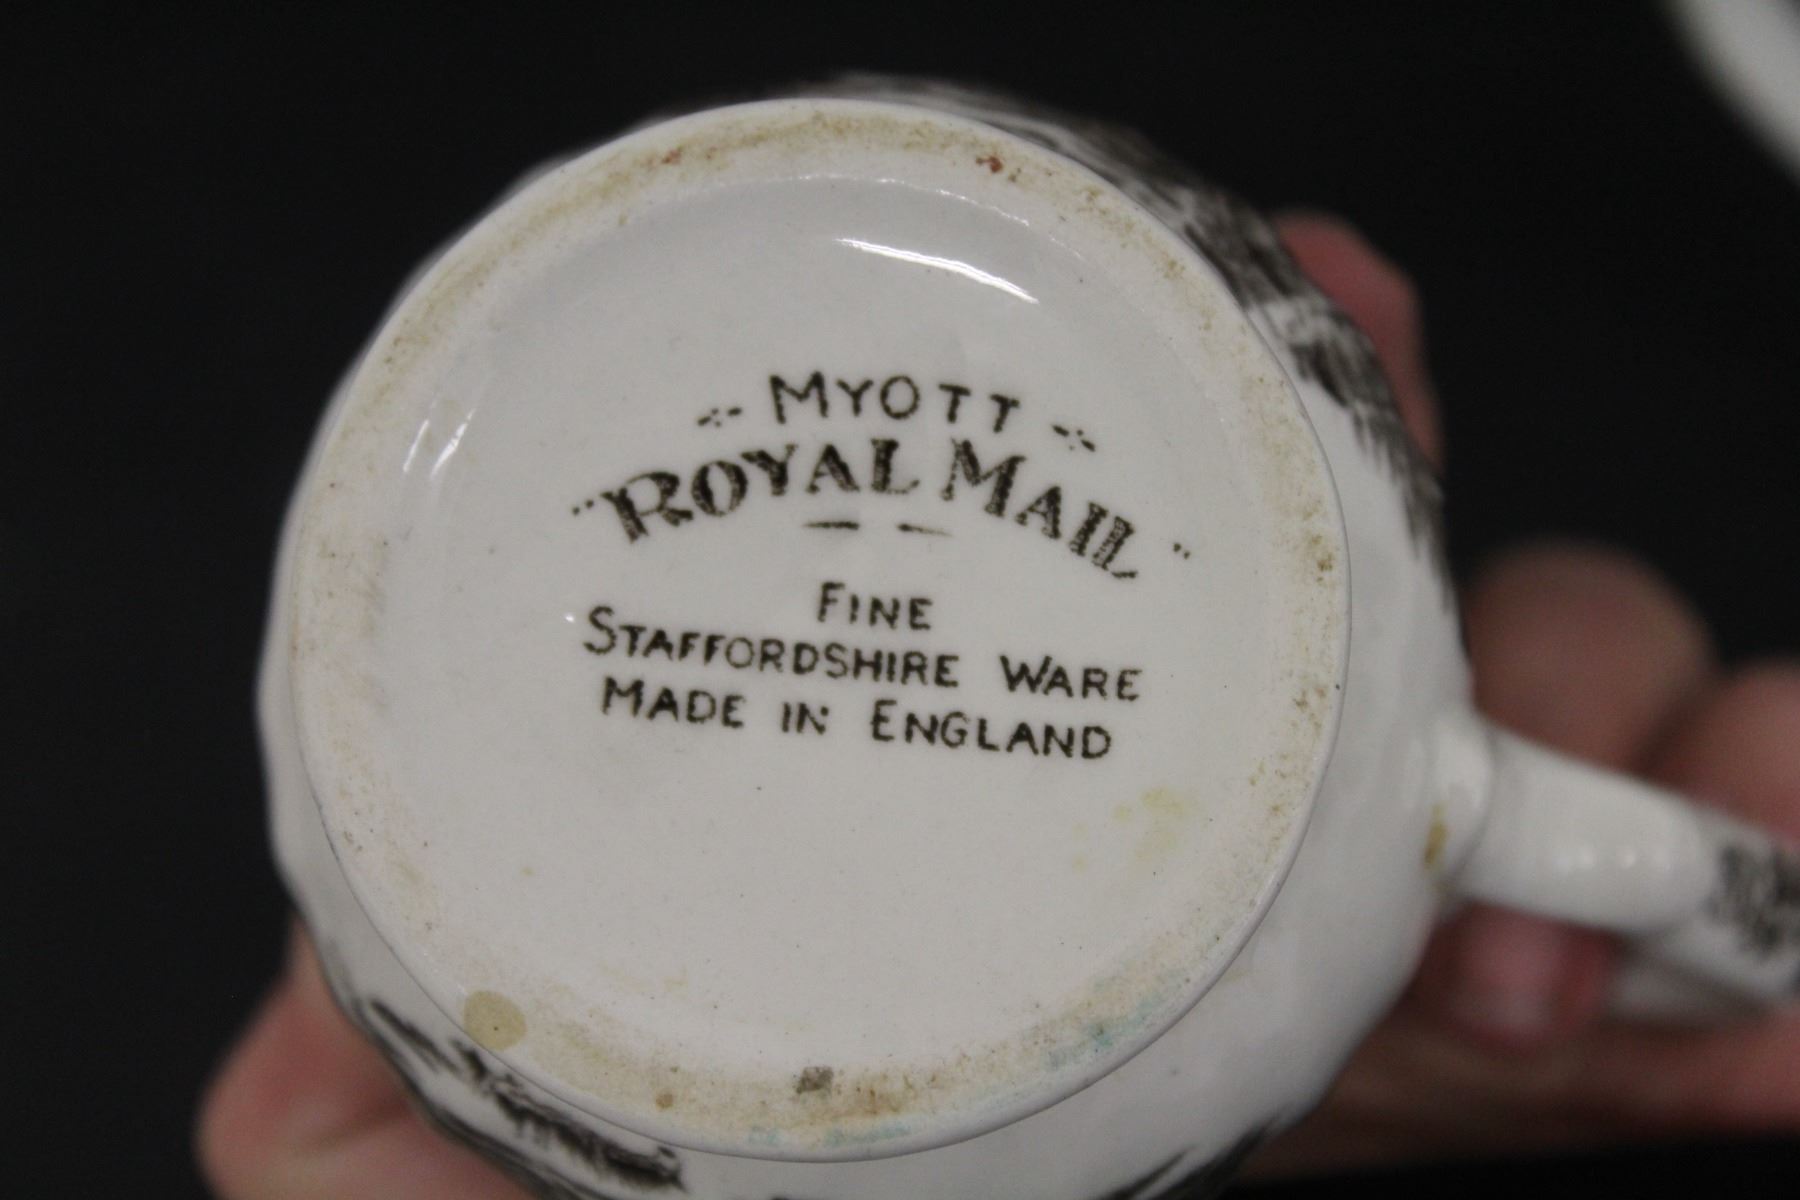 MYOTT
"ROYAL MAIL"
FINE
STAFFORDSHIRE WARE
MADE IN ENGLAND